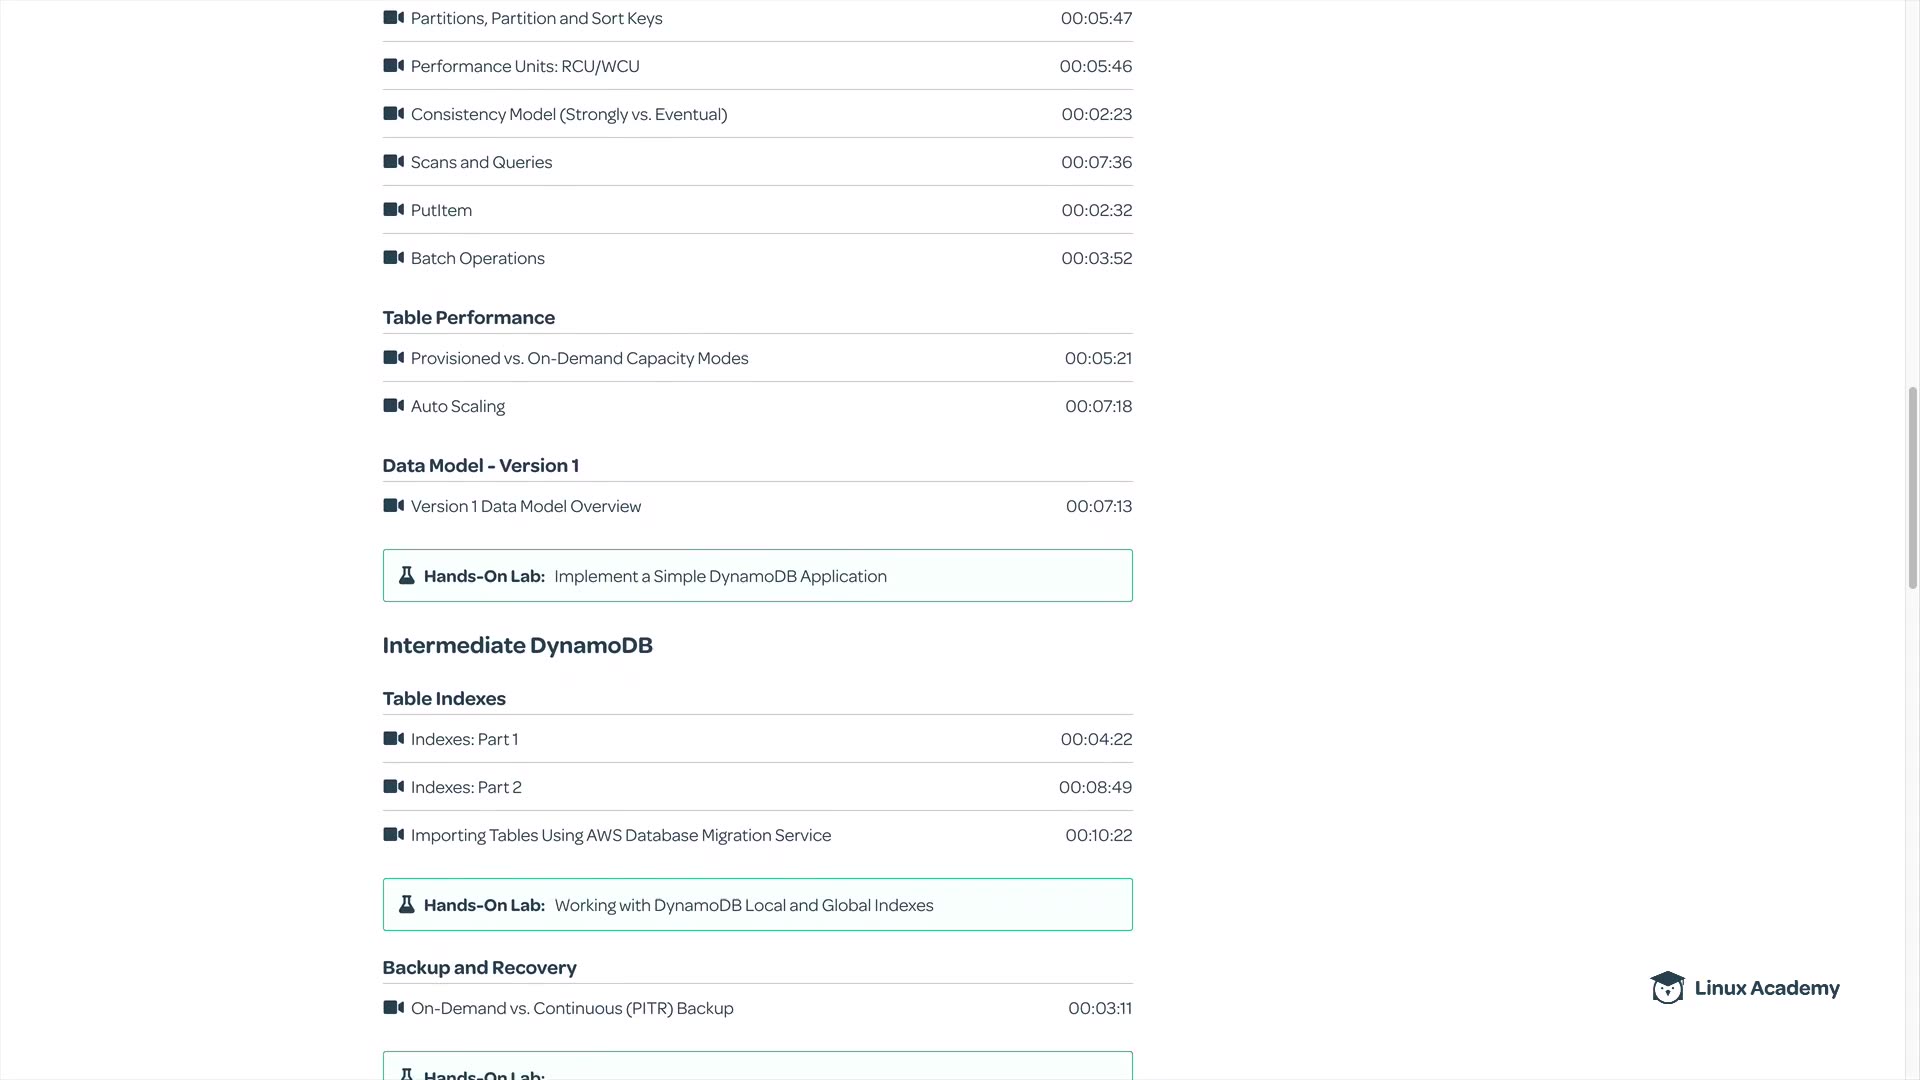 Partitions, Partition and Sort Keys 00:05:47
Performance Units: RCU/WCU 00:05:46
Consistency Model (Strongly vs. Eventual) 00:02:23
Scans and Queries 00:07:36
PutItem 00:02:32
Batch Operations 00:03:52
Table Performance
Provisioned vs. On-Demand Capacity Modes 00:05:21
Auto Scaling 00:07:18
Data Model - Version 1
Version 1 Data Model Overview 00:07:13
Hands-On Lab: Implement a Simple DynamoDB Application
Intermediate DynamoDB
Table Indexes
Indexes: Part 1 00:04:22
Indexes: Part 2 00:08:49
Importing Tables Using AWS Database Migration Service 00:10:22
Hands-On Lab: Working with DynamoDB Local and Global Indexes
Backup and Recovery
Linux Academy
On-Demand vs. Continuous (PITR) Backup 00:03:11
Hands-On Lab: